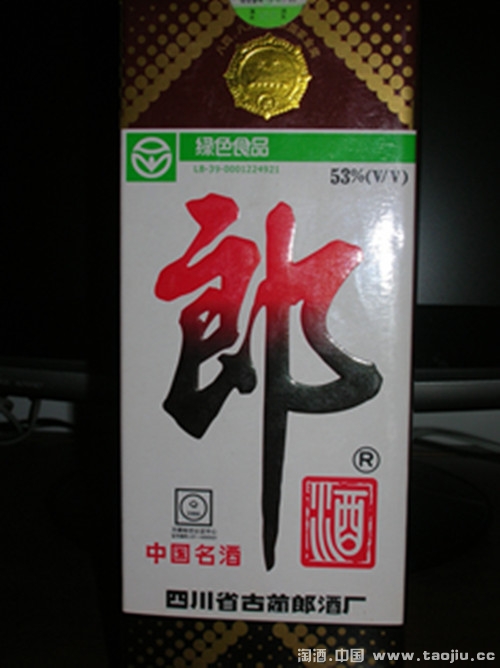 绿色食品
LB-39-0001224921
53%(V/V)
郎
®
酒
中国名酒
四川省古蔺郎酒厂
淘酒.中国 www.taojiu.cc